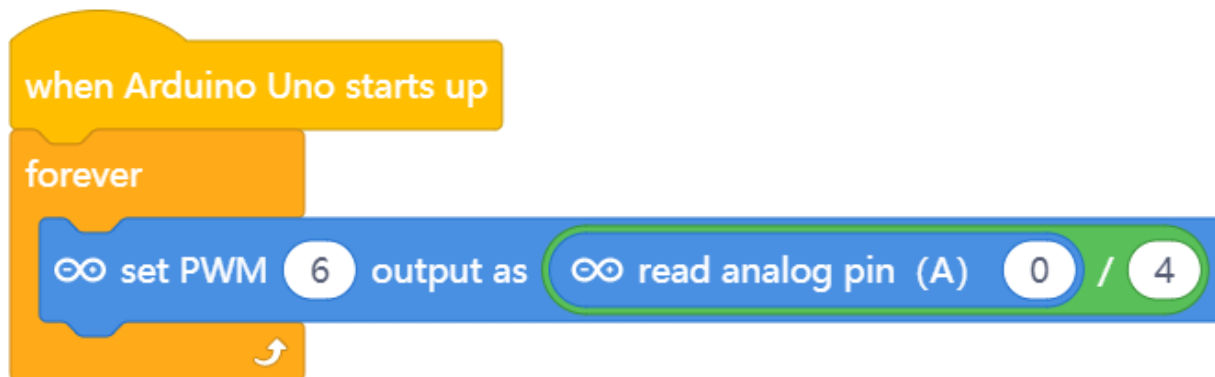 when Arduino Uno starts up
forever
set PWM 6 output as read analog pin (A) 0 / 4